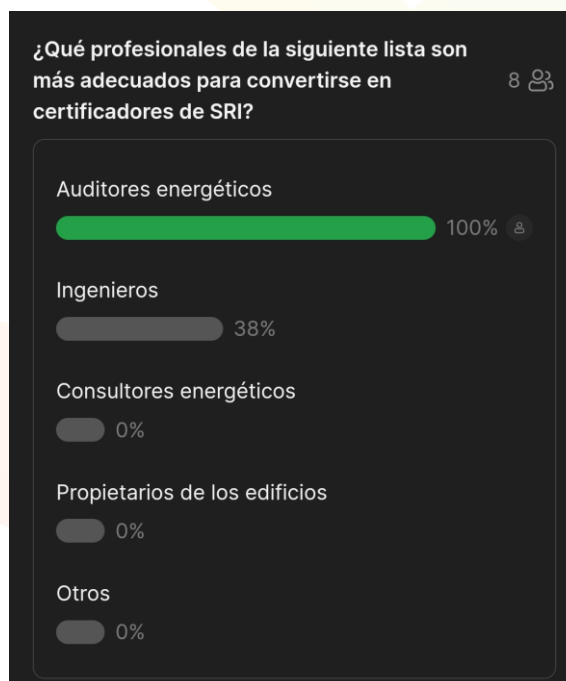 ¿Qué profesionales de la siguiente lista son
más adecuados para convertirse en
certificadores de SRI?
8
Auditores energéticos
100%
Ingenieros
38%
Consultores energéticos
0%
Propietarios de los edificios
0%
Otros
0%